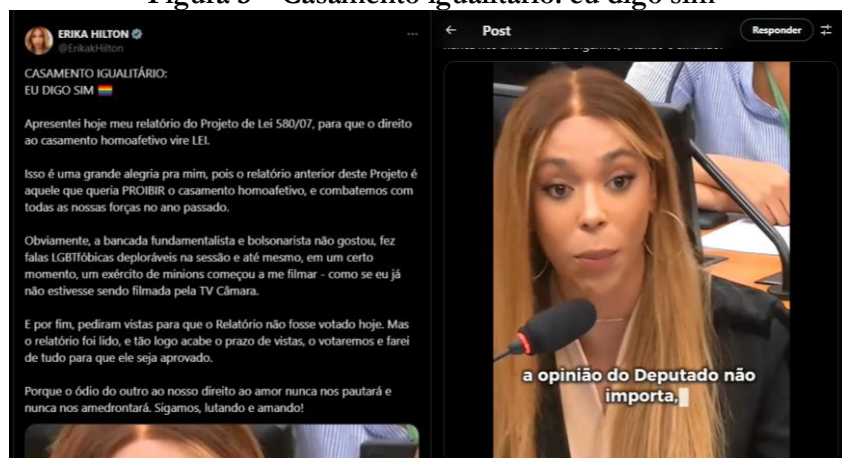 Figura 3 – Casamento igualitário: eu digo sim
ERIKA HILTON
@ErikakHilton
CASAMENTO IGUALITÁRIO:
EU DIGO SIM
Apresentei hoje meu relatório do Projeto de Lei 580/07, para que o direito
ao casamento homoafetivo vire LEI.
Isso é uma grande alegria pra mim, pois o relatório anterior deste Projeto é
aquele que queria PROIBIR o casamento homoafetivo, e combatemos com
todas as nossas forças no ano passado.
Obviamente, a bancada fundamentalista e bolsonarista não gostou, fez
falas LGBTfóbicas deploráveis na sessão e até mesmo, em um certo
momento, um exército de minions começou a me filmar - como se eu já
não estivesse sendo filmada pela TV Câmara.
E por fim, pediram vistas para que o Relatório não fosse votado hoje. Mas
o relatório foi lido, e tão logo acabe o prazo de vistas, o votaremos e farei
de tudo para que ele seja aprovado.
Porque o ódio do outro ao nosso direito ao amor nunca nos pautará e
nunca nos amedrontará. Sigamos, lutando e amando!
Post
Responder
nunca nos amedrontará. Sigamos, lutando e amando!
a opinião do Deputado não
importa,